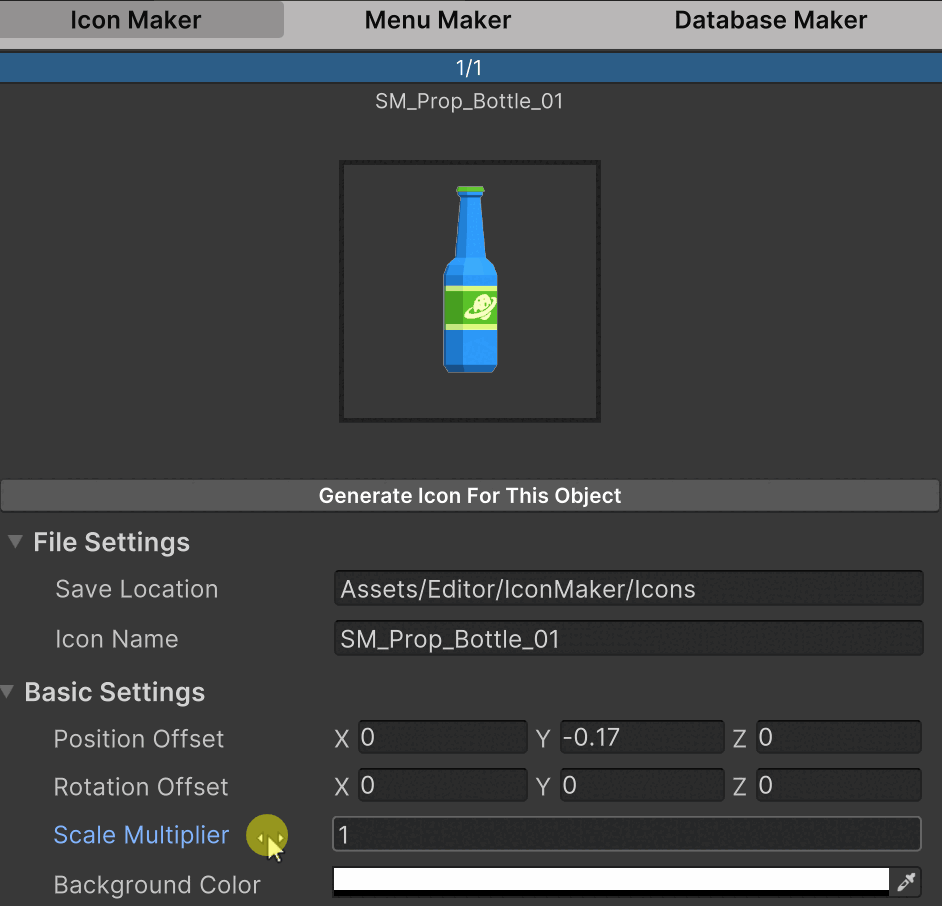 Icon Maker Menu Maker Database Maker
1/1
SM_Prop_Bottle_01
Generate Icon For This Object
File Settings
Save Location Assets/Editor/IconMaker/Icons
Icon Name SM_Prop_Bottle_01
Basic Settings
Position Offset X 0 Y -0.17 Z 0
Rotation Offset X 0 Y 0 Z 0
Scale Multiplier 1
Background Color